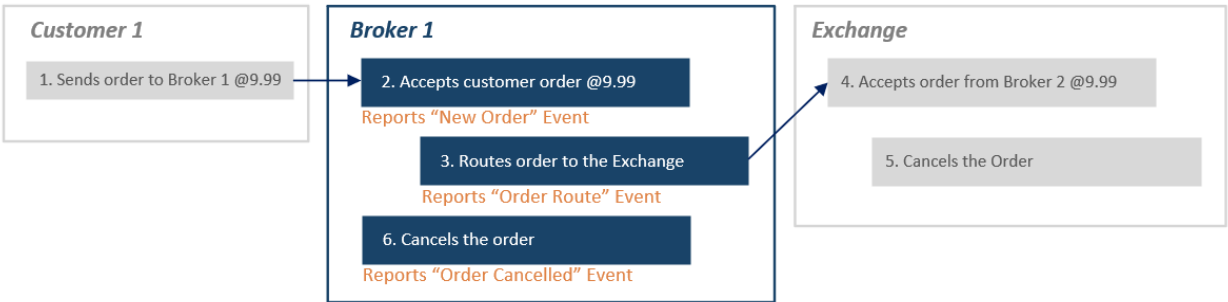 Customer 1
1. Sends order to Broker 1 @9.99
Broker 1
2. Accepts customer order @9.99
Reports “New Order” Event
3. Routes order to the Exchange
Reports “Order Route” Event
6. Cancels the order
Reports “Order Cancelled” Event
Exchange
4. Accepts order from Broker 2 @9.99
5. Cancels the Order